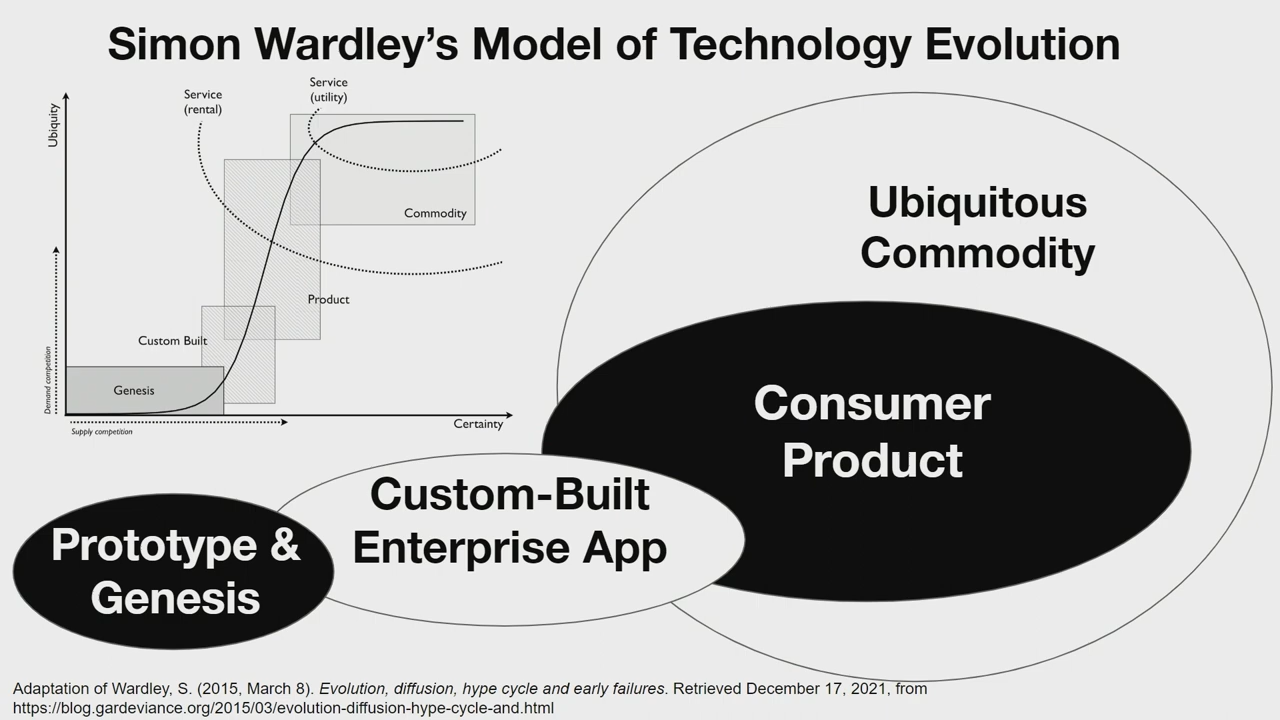 Simon Wardley's Model of Technology Evolution
Service
(rental)
Service
(utility)
Ubiquity
Commodity
Product
Custom Built
Genesis
Demand competition
Supply competition
Certainty
Ubiquitous
Commodity
Consumer
Product
Custom-Built
Enterprise App
Prototype &
Genesis
Adaptation of Wardley, S. (2015, March 8). Evolution, diffusion, hype cycle and early failures. Retrieved December 17, 2021, from
https://blog.gardeviance.org/2015/03/evolution-diffusion-hype-cycle-and.html